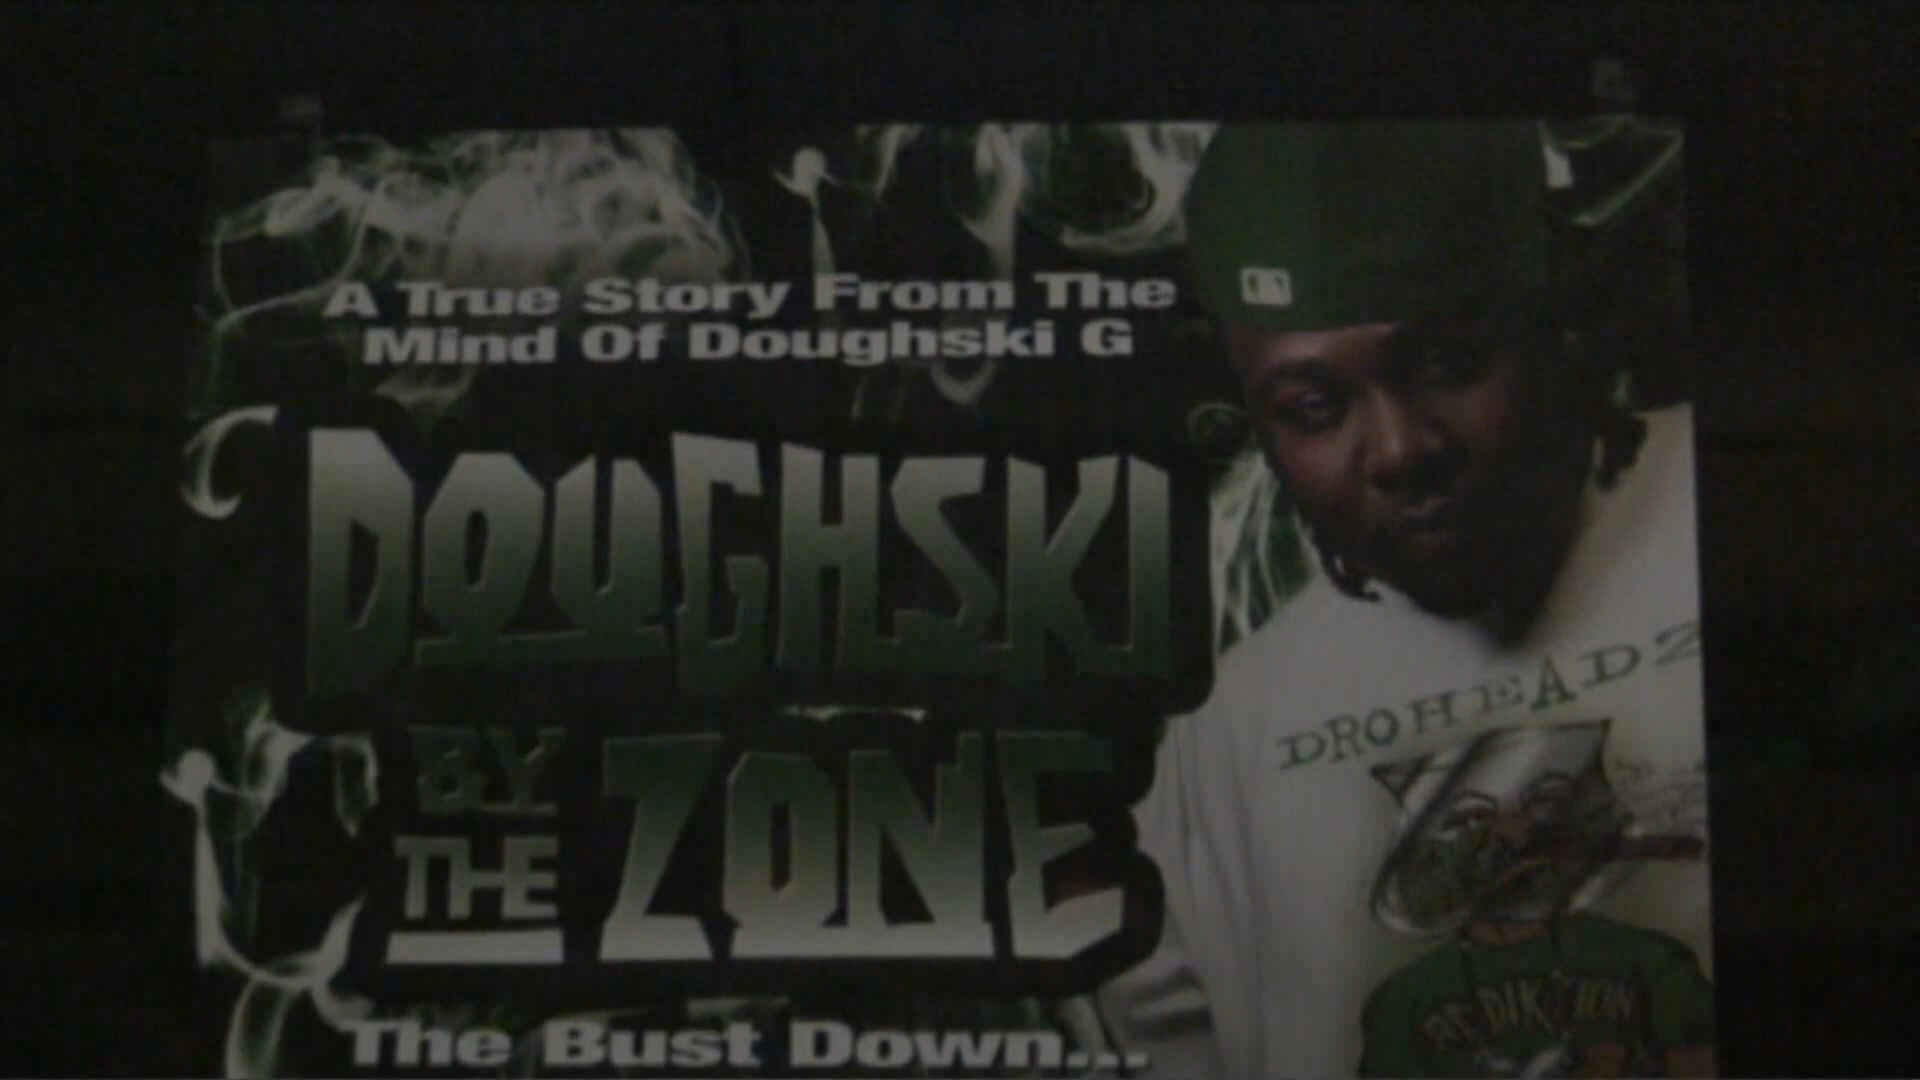 A True Story From The
Mind Of Doughski G
DOUGHSKI
BY
THE ZONE
The Bust Down...
DROHEADZ